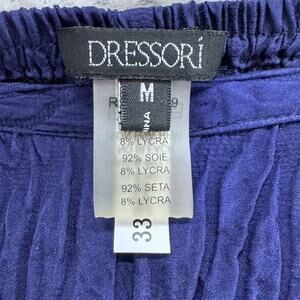 DRESSORÍ
M
8% LYCRA
92% SOIE
8% LYCRA
92% SETA
8% LYCRA
33